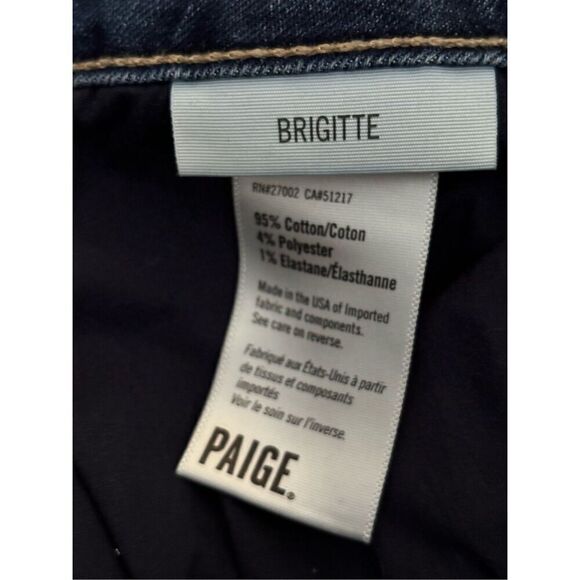 BRIGITTE
RN#27002 CA#51217
95% Cotton/Coton
4% Polyester
1% Elastane/Élasthanne
Made in the USA of Imported
fabric and components.
See care on reverse.
Fabriqué aux États-Unis à partir
de tissus et composants
importés
Voir le soin sur l'inverse.
PAIGE®